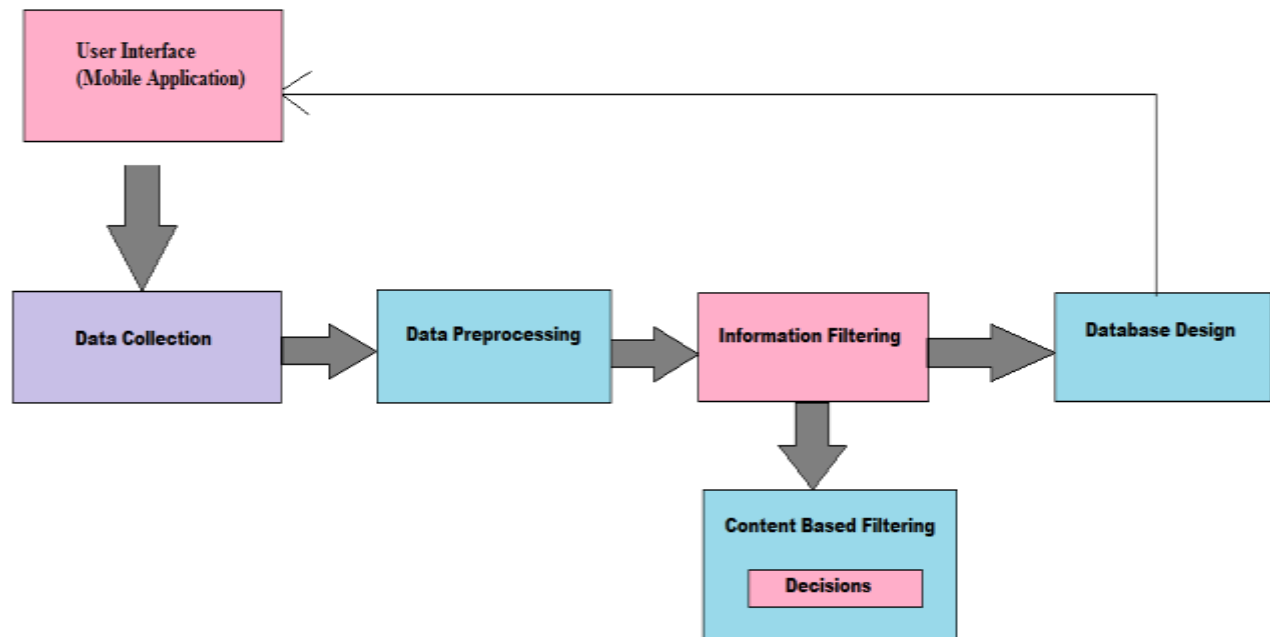 User Interface
(Mobile Application)
Data Collection
Data Preprocessing
Information Filtering
Database Design
Content Based Filtering
Decisions